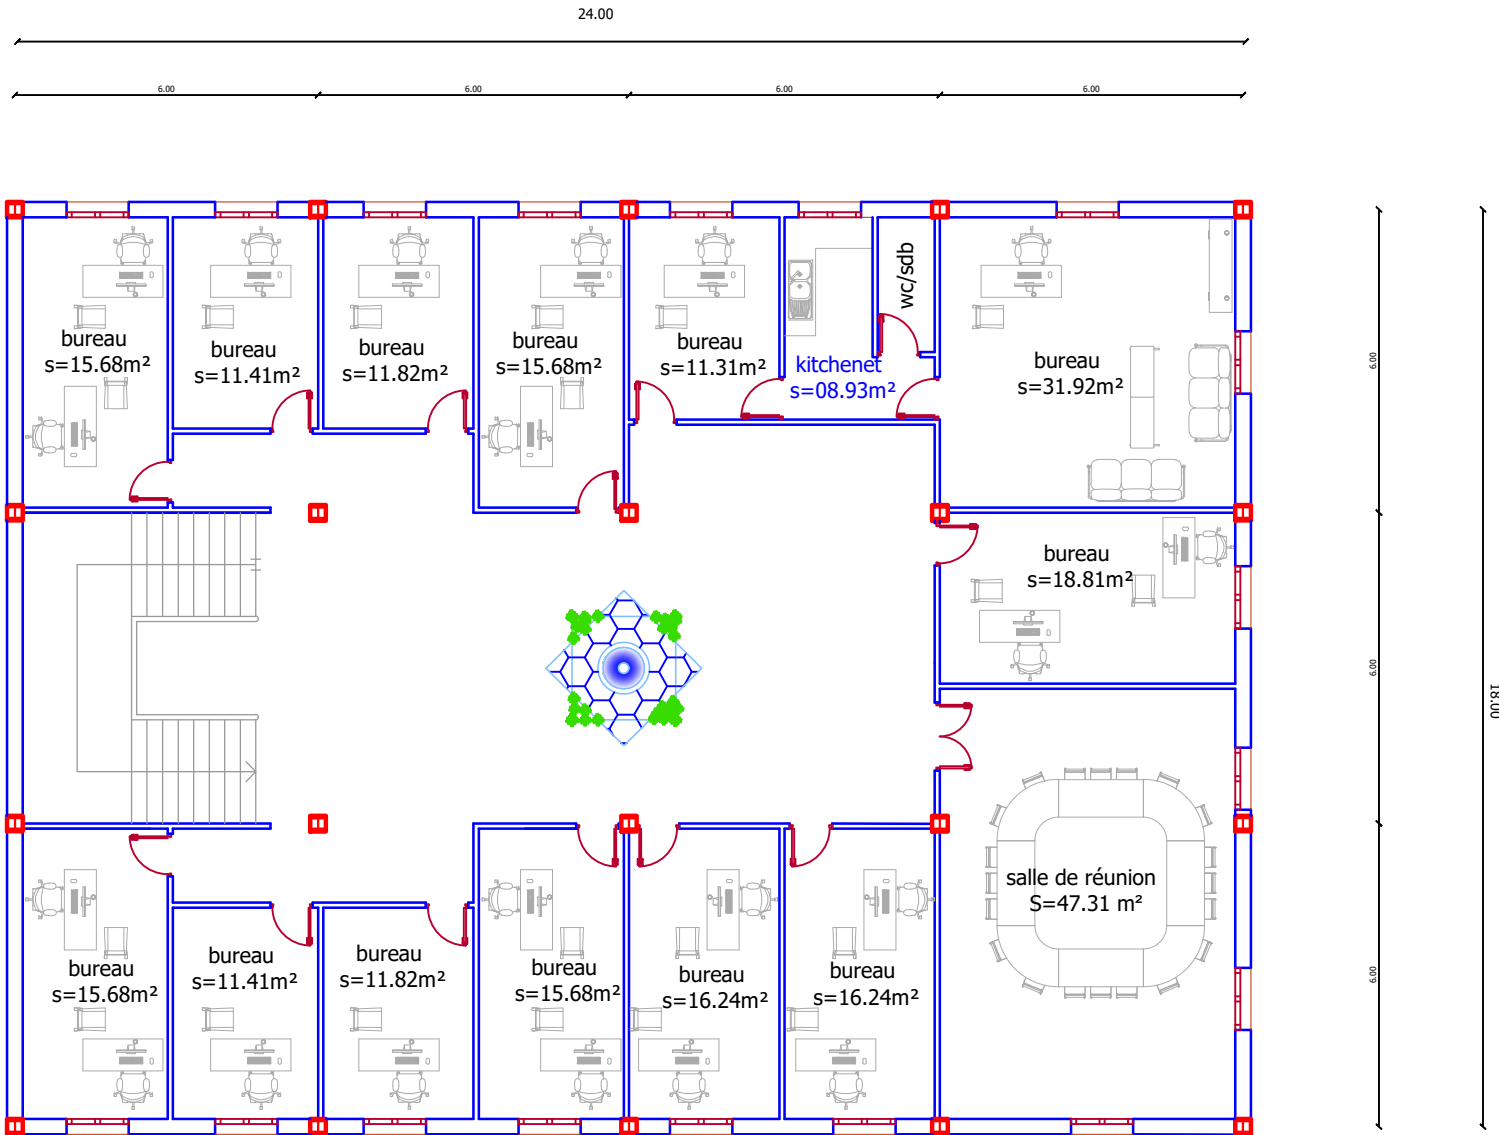 24.00
6.00
6.00
6.00
6.00
bureau
s=15.68m²
bureau
s=11.41m²
bureau
s=11.82m²
bureau
s=15.68m²
bureau
s=11.31m²
kitchenet
s=08.93m²
wc/sdb
bureau
s=31.92m²
6.00
bureau
s=18.81m²
6.00
18.00
bureau
s=15.68m²
bureau
s=11.41m²
bureau
s=11.82m²
bureau
s=15.68m²
bureau
s=16.24m²
bureau
s=16.24m²
salle de réunion
S=47.31 m²
6.00